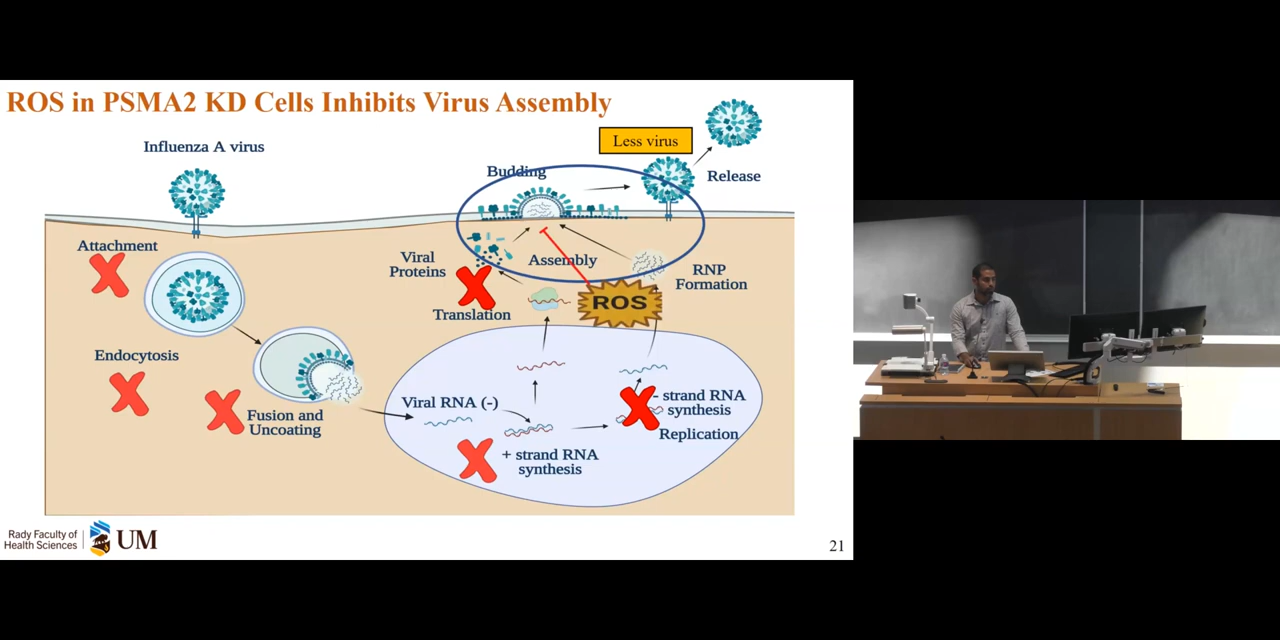 ROS in PSMA2 KD Cells Inhibits Virus Assembly
Influenza A virus
Less virus
Budding
Release
Attachment
Viral
Proteins
Assembly
RNP
Formation
ROS
Translation
Endocytosis
Viral RNA (-)
- strand RNA
synthesis
Fusion and
Uncoating
Replication
+ strand RNA
synthesis
Rady Faculty of
Health Sciences
UM
21